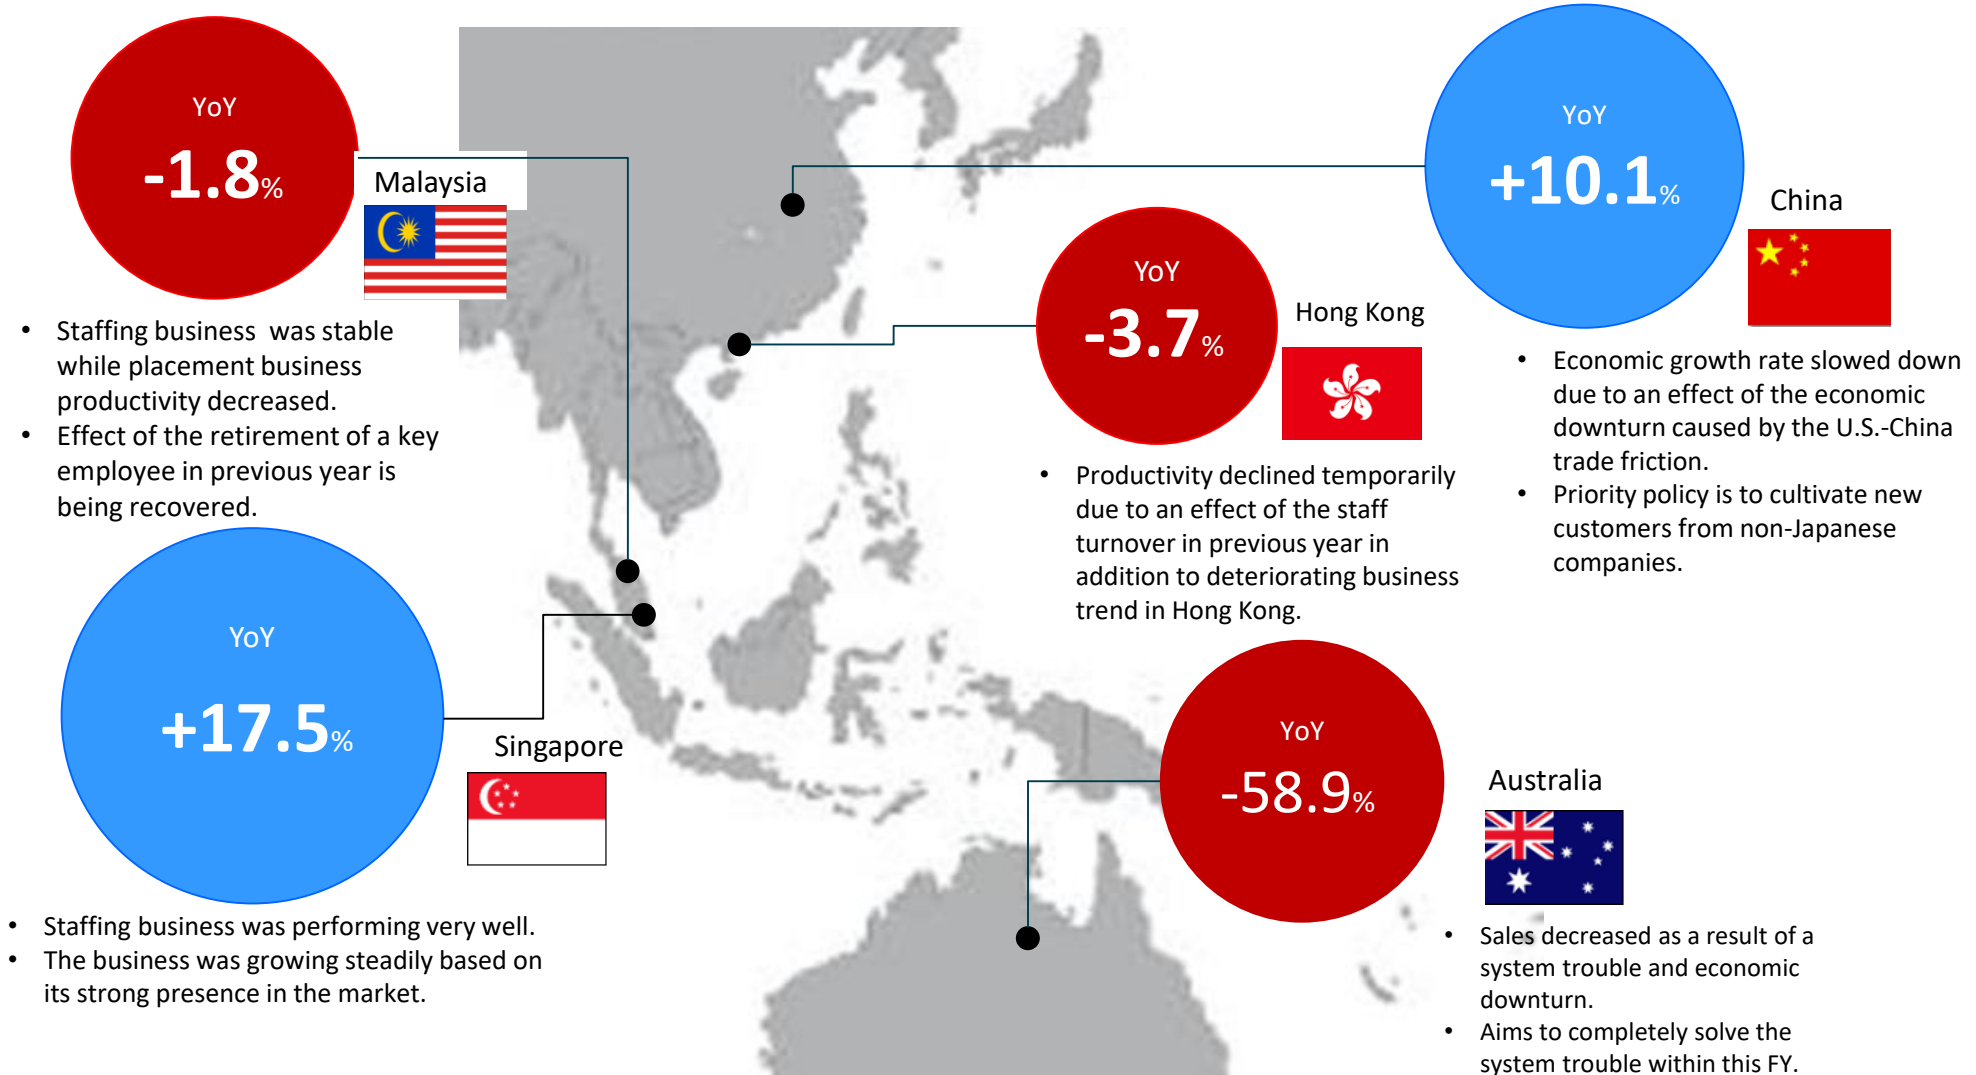 YoY
-1.8%
Malaysia
• Staffing business  was stable
while placement business
productivity decreased.
• Effect of the retirement of a key
employee in previous year is
being recovered.
YoY
+10.1%
China
• Economic growth rate slowed down
due to an effect of the economic
downturn caused by the U.S.-China
trade friction.
• Priority policy is to cultivate new
customers from non-Japanese
companies.
YoY
-3.7%
Hong Kong
• Productivity declined temporarily
due to an effect of the staff
turnover in previous year in
addition to deteriorating business
trend in Hong Kong.
YoY
+17.5%
Singapore
• Staffing business was performing very well.
• The business was growing steadily based on
its strong presence in the market.
YoY
-58.9%
Australia
• Sales decreased as a result of a
system trouble and economic
downturn.
• Aims to completely solve the
system trouble within this FY.